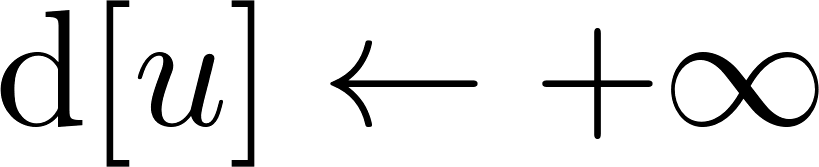 d[u] ← +∞